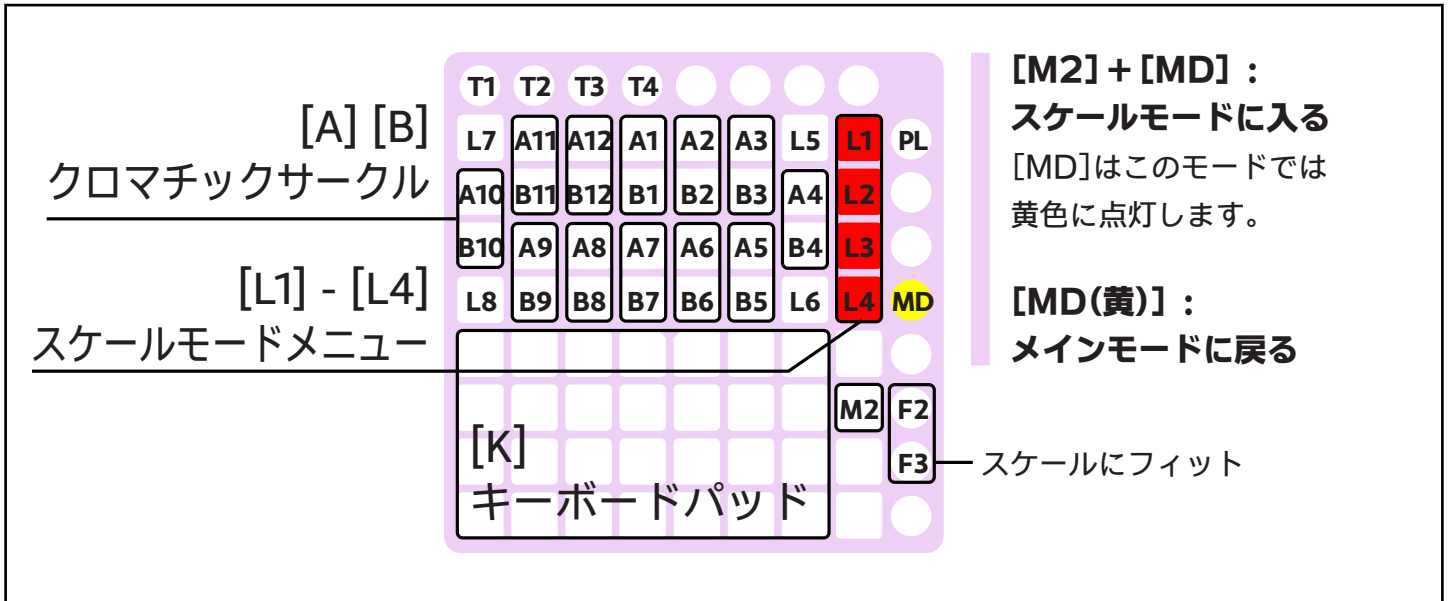 [A] [B]
クロマチックサークル
[L1] - [L4]
スケールモードメニュー
T1 T2 T3 T4
L7 A11 A12 A1 A2 A3 L5 L1 PL
A10 B11 B12 B1 B2 B3 A4 L2
B10 A9 A8 A7 A6 A5 B4 L3
L8 B9 B8 B7 B6 B5 L6 L4 MD
M2 F2
F3
[K]
キーボードパッド
[M2]+[MD] :
スケールモードに入る
[MD]はこのモードでは
黄色に点灯します。
[MD(黄)] :
メインモードに戻る
スケールにフィット